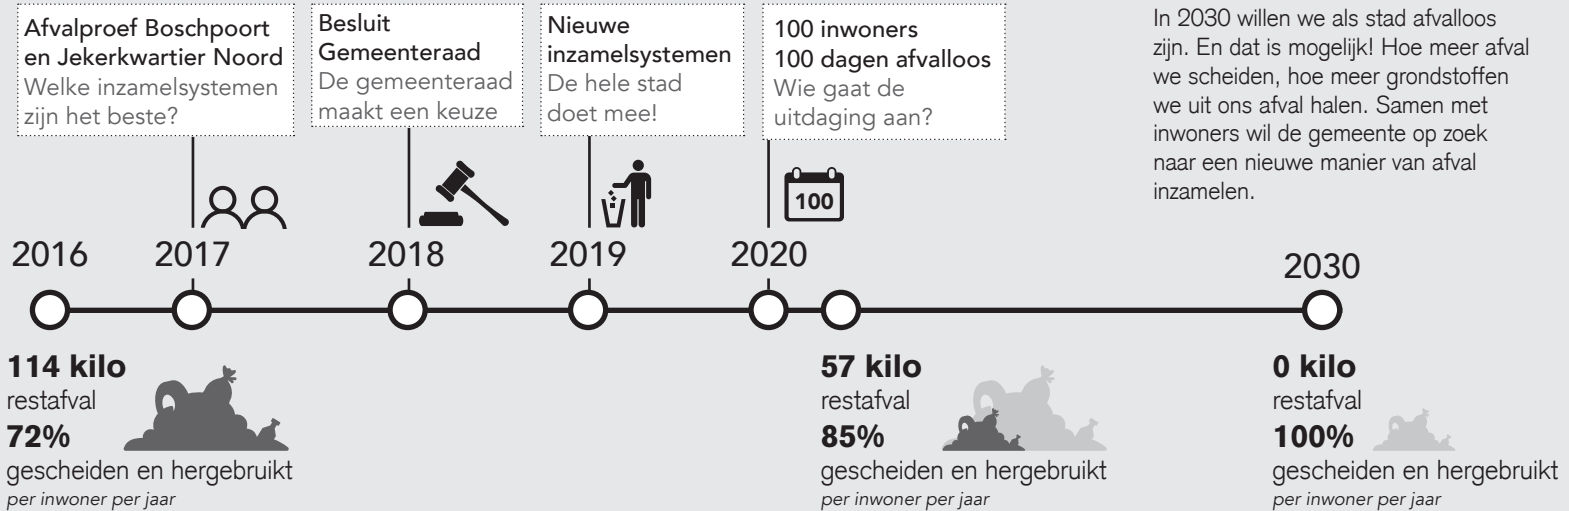 Afvalproef Boschpoort
en Jekerkwartier Noord
Welke inzamelsystemen
zijn het beste?
Besluit
Gemeenteraad
De gemeenteraad
maakt een keuze
Nieuwe
inzamelsystemen
De hele stad
doet mee!
100 inwoners
100 dagen afvalloos
Wie gaat de
uitdaging aan?
In 2030 willen we als stad afvalloos
zijn. En dat is mogelijk! Hoe meer afval
we scheiden, hoe meer grondstoffen
we uit ons afval halen. Samen met
inwoners wil de gemeente op zoek
naar een nieuwe manier van afval
inzamelen.
100
2016
2017
2018
2019
2020
2030
114 kilo
restafval
72%
gescheiden en hergebruikt
per inwoner per jaar
57 kilo
restafval
85%
gescheiden en hergebruikt
per inwoner per jaar
0 kilo
restafval
100%
gescheiden en hergebruikt
per inwoner per jaar